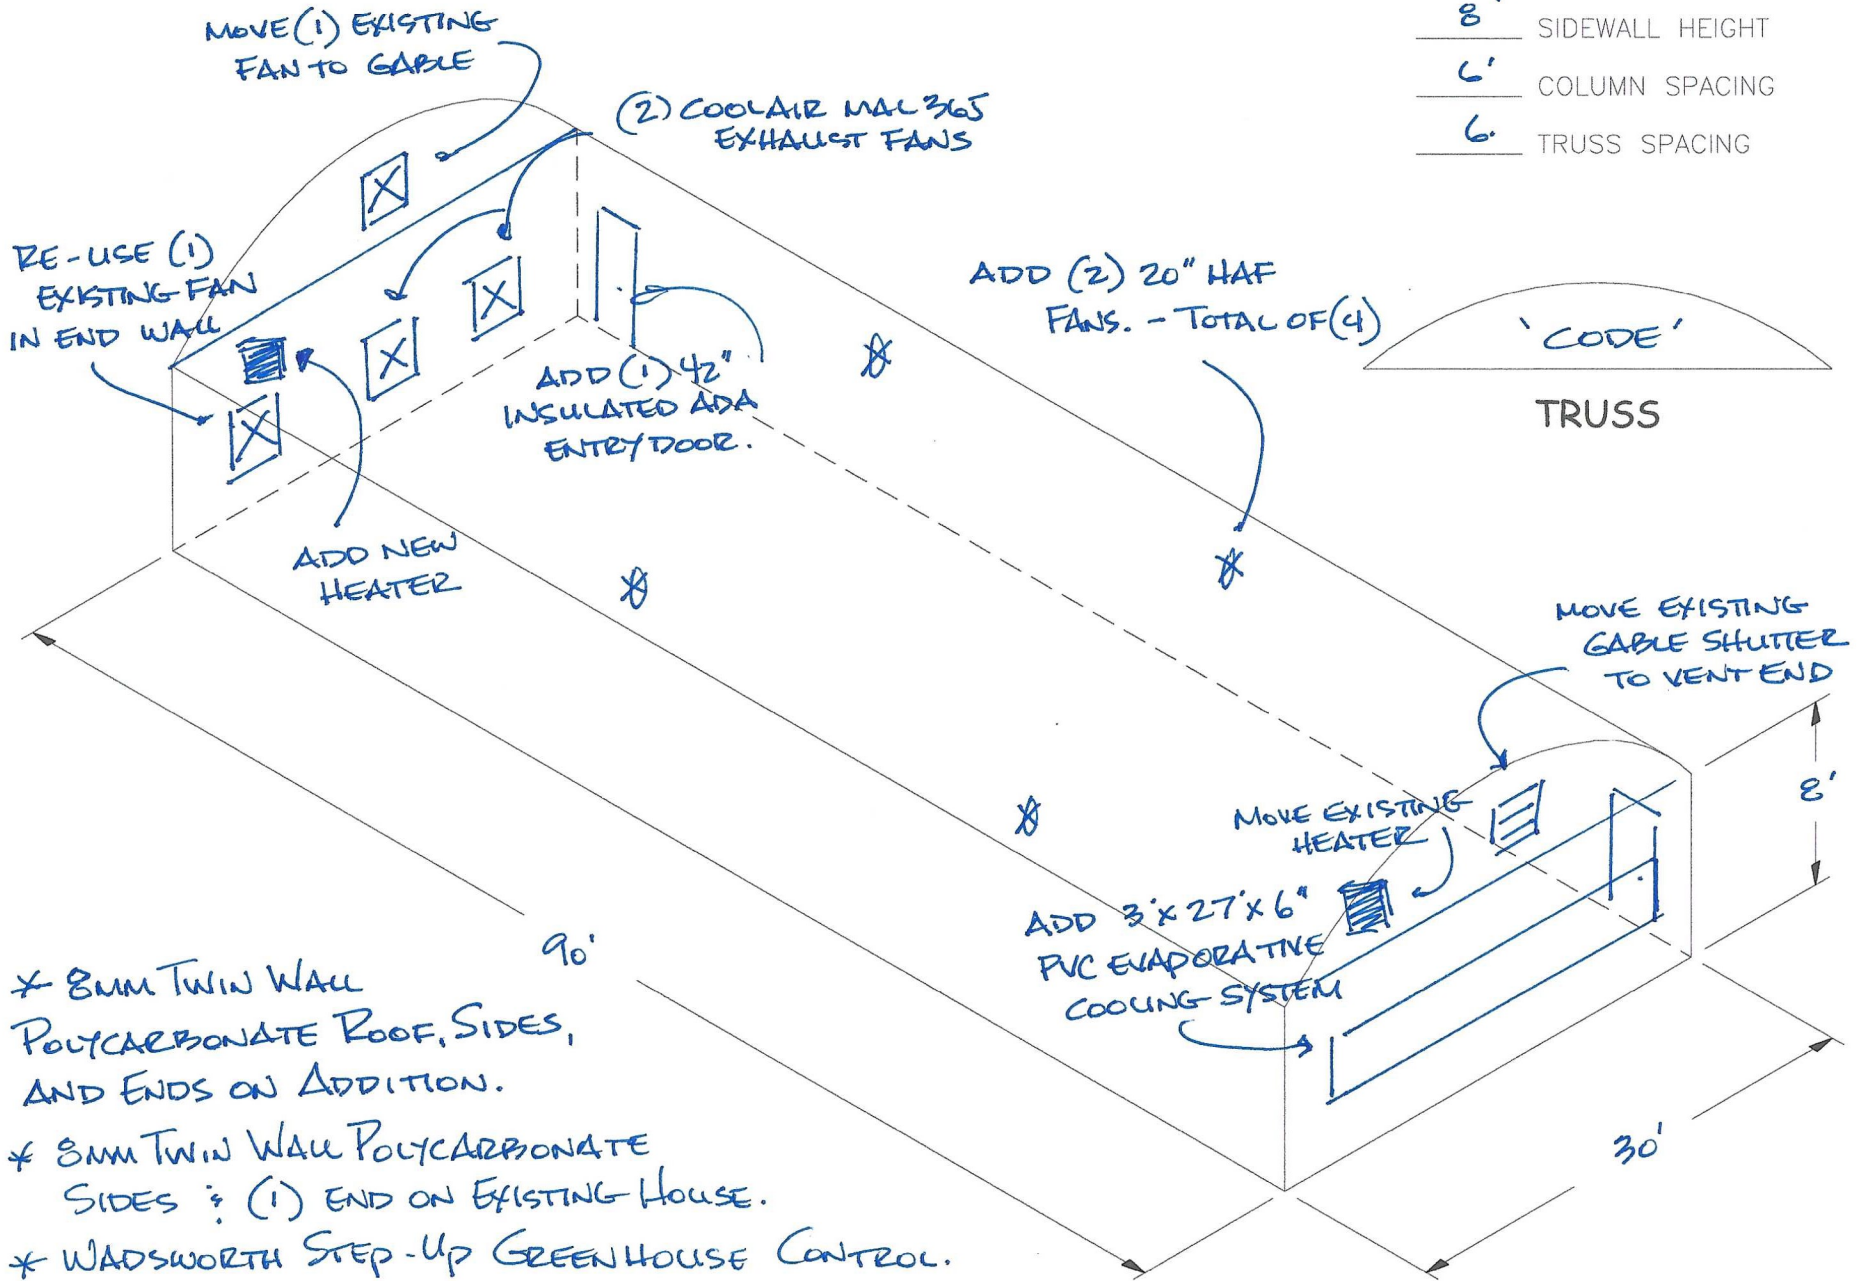 MOVE (1) EXISTING
FAN TO GABLE
(2) COOLAIR MAL 365
EXHAUST FANS
8' SIDEWALL HEIGHT
6' COLUMN SPACING
6. TRUSS SPACING
RE-USE (1)
EXISTING FAN
IN END WALL
ADD (2) 20" HAF
FANS. - TOTAL OF (4)
'CODE'
TRUSS
ADD (1) 42"
INSULATED ADA
ENTRY DOOR.
ADD NEW
HEATER
MOVE EXISTING
GABLE SHUTTER
TO VENT END
8'
MOVE EXISTING
HEATER
ADD 3'x27'x6"
PVC EVAPORATIVE
COOLING SYSTEM
90'
30'
* 8MM TWIN WALL
POLYCARBONATE ROOF, SIDES,
AND ENDS ON ADDITION.
* 8MM TWIN WALL POLYCARBONATE
SIDES & (1) END ON EXISTING HOUSE.
* WADSWORTH STEP-UP GREENHOUSE CONTROL.